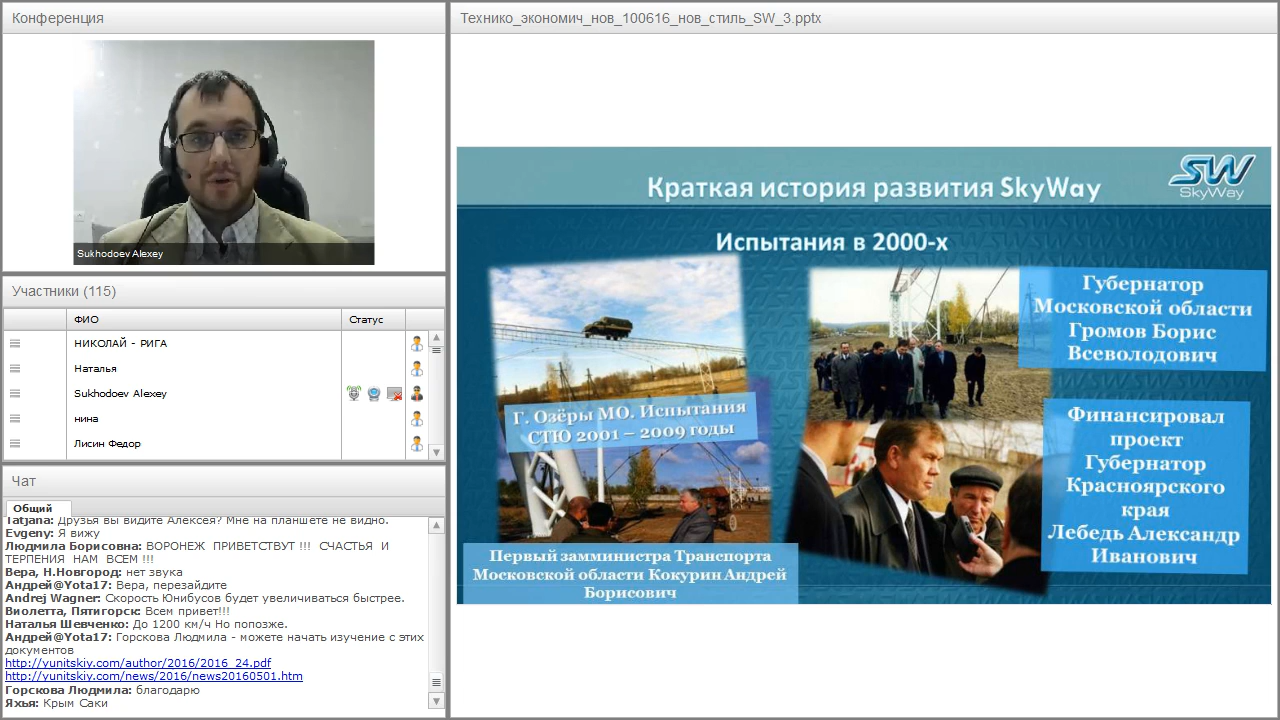 Конференция
Sukhodoev Alexey
Участники (115)
ФИО
Статус
НИКОЛАЙ - РИГА
Наталья
Sukhodoev Alexey
нина
Лисин Федор
Чат
Общий
Tatjana: Друзья вы видите Алексея? Мне на планшете не видно.
Evgeny: Я вижу
Людмила Борисовна: ВОРОНЕЖ ПРИВЕТСТВУТ !!! СЧАСТЬЯ И
ТЕРПЕНИЯ НАМ ВСЕМ !!!
Вера, Н.Новгород: нет звука
Андрей@Yota17: Вера, перезайдите
Andrej Wagner: Скорость Юнибусов будет увеличиваться быстрее.
Виолетта, Пятигорск: Всем привет!!!
Наталья Шевченко: До 1200 км/ч Но попозже.
Андрей@Yota17: Горскова Людмила - можете начать изучение с этих
документов
http://yunitskiy.com/author/2016/2016_24.pdf
http://yunitskiy.com/news/2016/news20160501.htm
Горскова Людмила: благодарю
Яхья: Крым Саки
Технико_экономич_нов_100616_нов_стиль_SW_3.pptx
Краткая история развития SkyWay
SW
SkyWay
Испытания в 2000-х
Г. Озёры МО. Испытания
СТЮ 2001 – 2009 годы
Первый замминистра Транспорта
Московской области Кокурин Андрей
Борисович
Губернатор
Московской области
Громов Борис
Всеволодович
Финансировал
проект
Губернатор
Красноярского
края
Лебедь Александр
Иванович